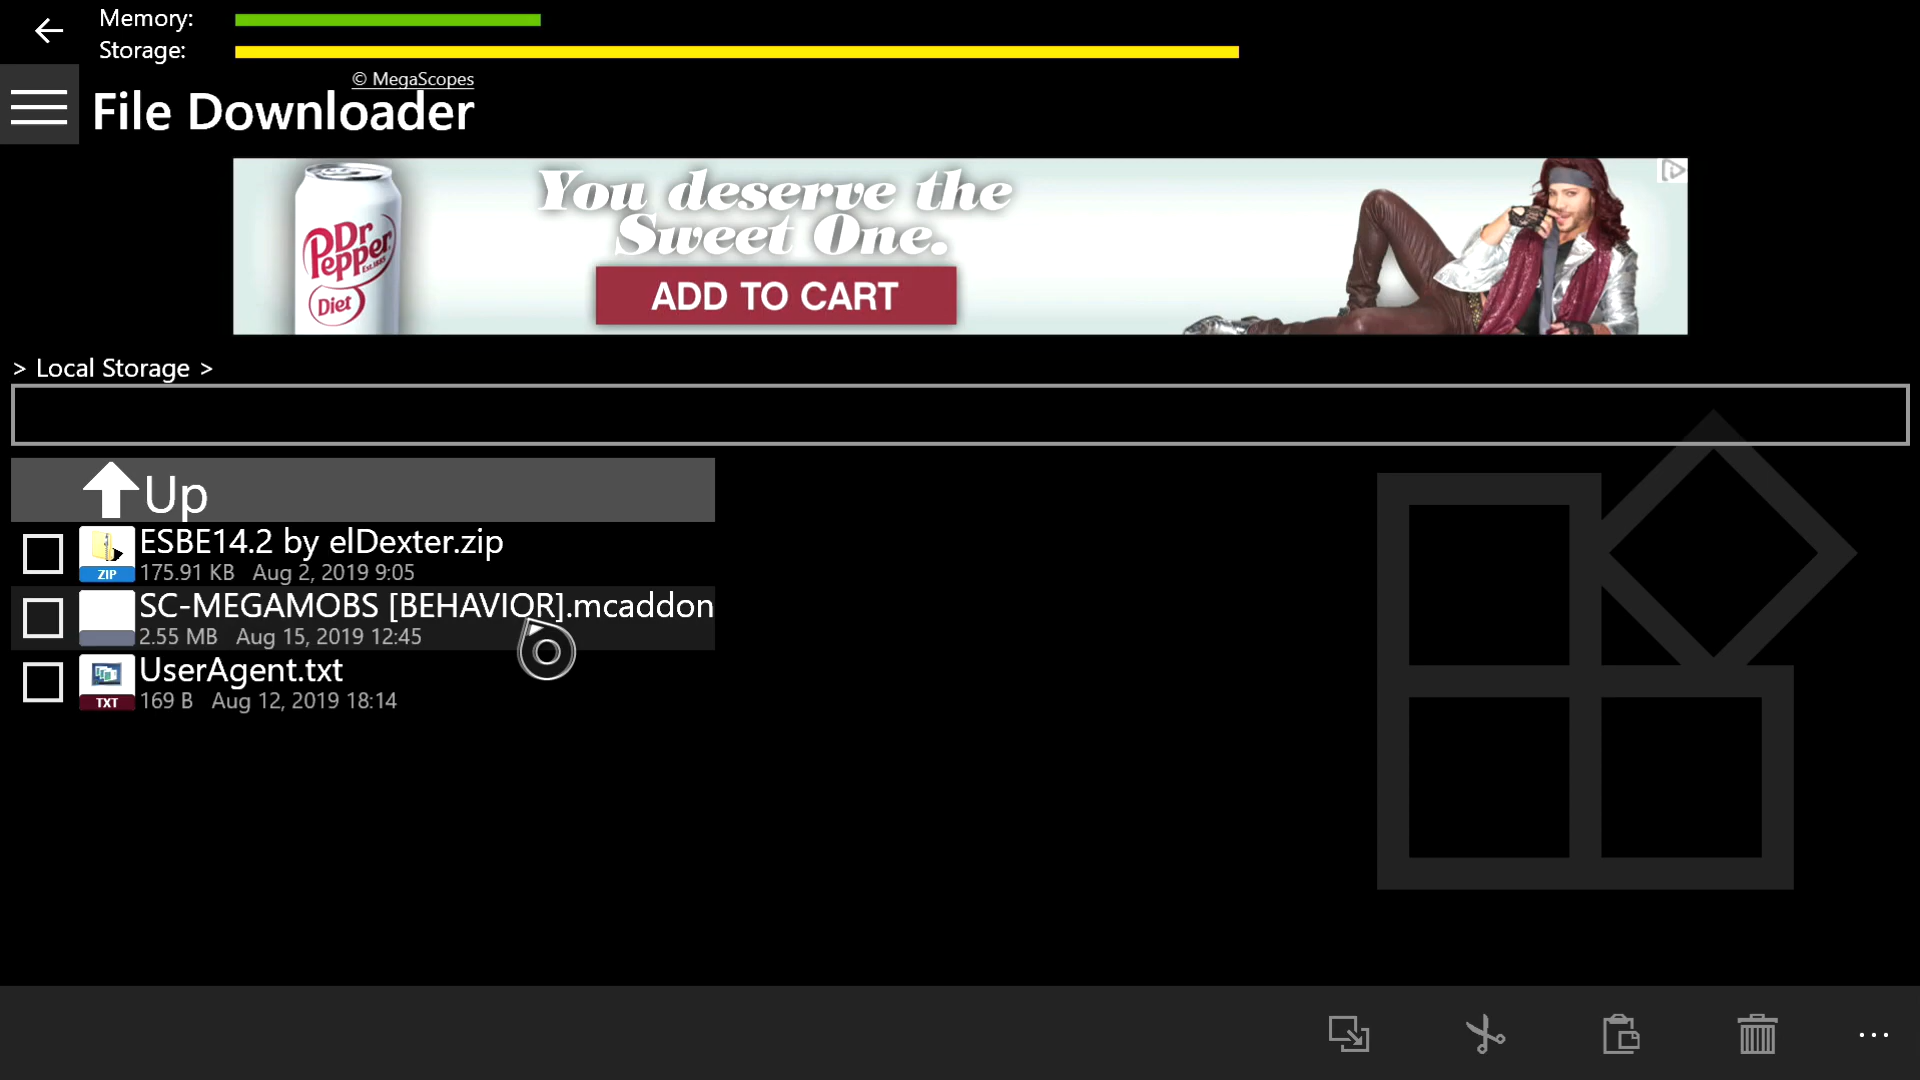 Memory:
Storage:
© MegaScopes
File Downloader
You deserve the
Sweet One.
Dr
Pepper
Est. 1885
Diet
ADD TO CART
> Local Storage >
Up
ESBE14.2 by elDexter.zip
ZIP
175.91 KB Aug 2, 2019 9:05
SC-MEGAMOBS [BEHAVIOR].mcaddon
2.55 MB Aug 15, 2019 12:45
UserAgent.txt
TXT
169 B Aug 12, 2019 18:14